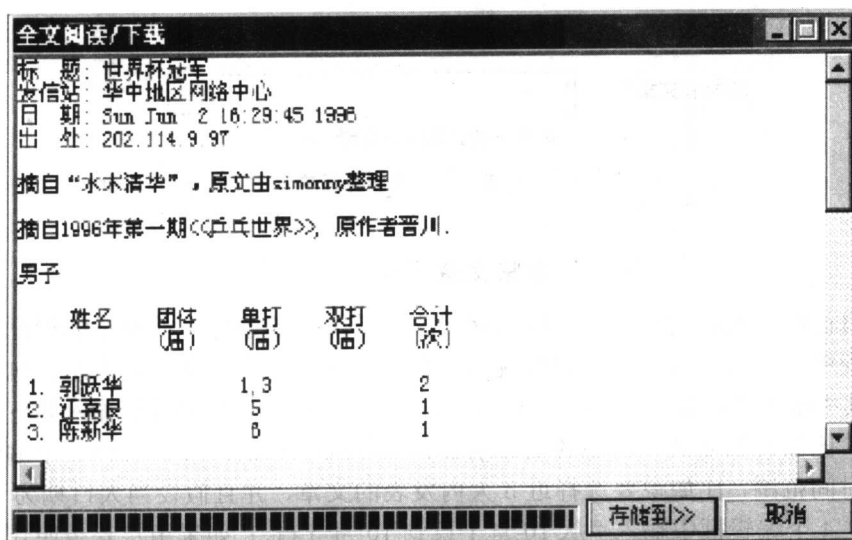 全文阅读/下载
标 题: 世界杯冠军
发信站: 华中地区网络中心
日 期: Sun Jun 2 16:29:45 1996
出 处: 202.114.9.97
摘自“水木清华”,原文由simonny整理
摘自1996年第一期<<乒乓世界>>, 原作者晋川.
男子
姓名 团体 单打 双打 合计
(届) (届) (届) (次)
1. 郭跃华 1,3 2
2. 江嘉良 5 1
3. 陈新华 6 1
存储到>> 取消